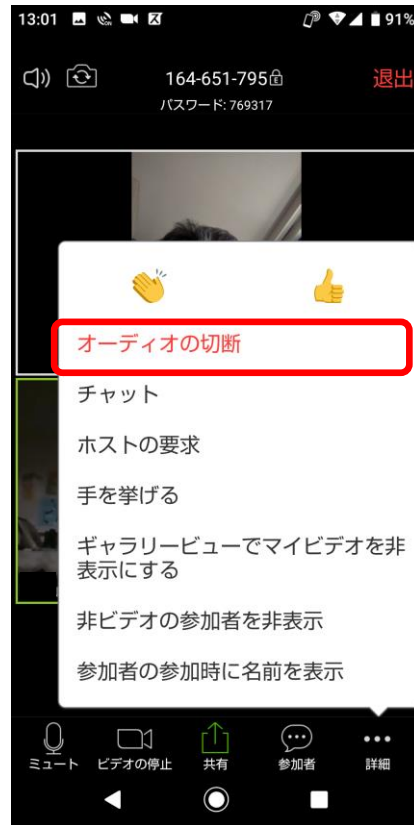 13:01 91%
164-651-795 退出
パスワード: 769317
オーディオの切断
チャット
ホストの要求
手を挙げる
ギャラリービューでマイビデオを非
表示にする
非ビデオの参加者を非表示
参加者の参加時に名前を表示
ミュート ビデオの停止 共有 参加者 詳細